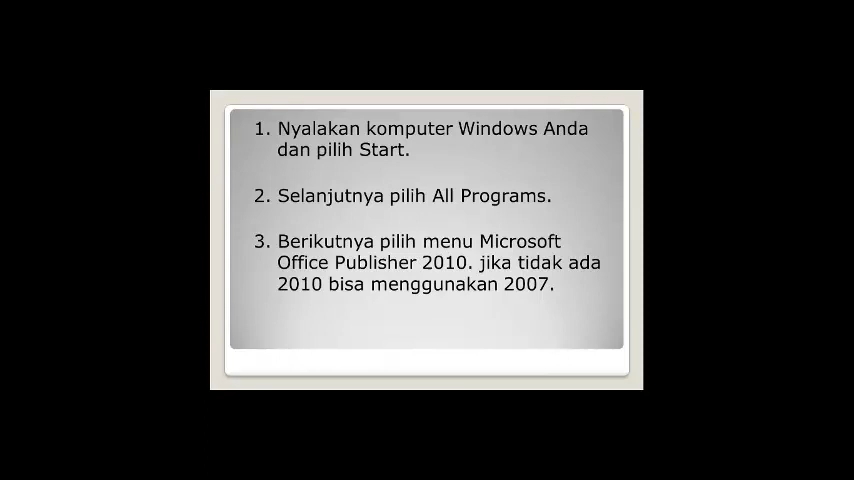 1. Nyalakan komputer Windows Anda
dan pilih Start.
2. Selanjutnya pilih All Programs.
3. Berikutnya pilih menu Microsoft
Office Publisher 2010. jika tidak ada
2010 bisa menggunakan 2007.